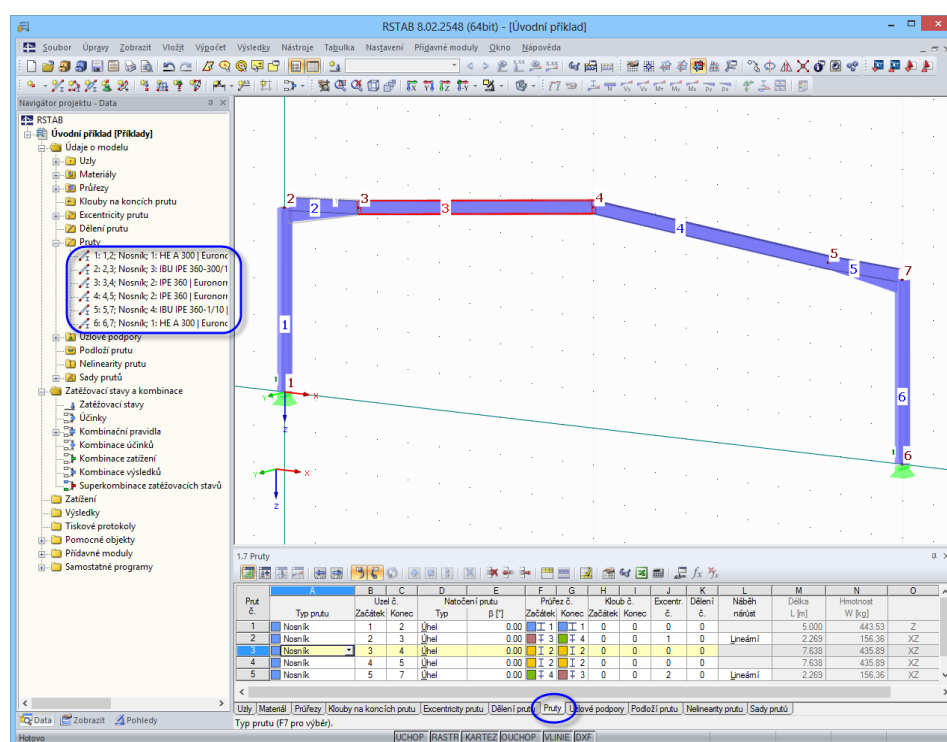 RSTAB 8.02.2548 (64bit) - [Úvodní příklad]
Soubor Úpravy Zobrazit Vložit Výpočet Výsledky Nástroje Tabulka Nastavení Přídavné moduly Okno Nápověda
Navigátor projektu - Data
RSTAB
Úvodní příklad [Příklady]
Údaje o modelu
Uzly
Materiály
Průřezy
Klouby na koncích prutu
Excentricity prutu
Dělení prutu
Pruty
1: 1,2; Nosník; 1: HE A 300 | Euronc
2: 2,3; Nosník; 3: IBU IPE 360-300/1
3: 3,4; Nosník; 2: IPE 360 | Euronorr
4: 4,5; Nosník; 2: IPE 360 | Euronorr
5: 5,7; Nosník; 4: IBU IPE 360-1/10 |
6: 6,7; Nosník; 1: HE A 300 | Euronc
Uzlové podpory
Podloží prutu
Nelinearity prutu
Sady prutů
Zatěžovací stavy a kombinace
Zatěžovací stavy
Účinky
Kombinační pravidla
Kombinace účinků
Kombinace zatížení
Kombinace výsledků
Superkombinace zatěžovacích stavů
Zatížení
Výsledky
Tiskové protokoly
Pomocné objekty
Přídavné moduly
Samostatné programy
Data Zobrazit Pohledy
2 3 4
2 3
4
5 7
5
1
1 1
Y X
Z
6
1 6
Y X
Z
1.7 Pruty
A B C D E F G H I J K L M N O
Prut Uzel č. Natočení prutu Průřez č. Kloub č. Excentr. Dělení Náběh Délka Hmotnost
č. Typ prutu Začátek Konec Typ β [°] Začátek Konec Začátek Konec č. č. nárůst L [m] W [kg]
1 Nosník 1 2 Úhel 0.00 1 1 0 0 0 0 5.000 443.53 Z
2 Nosník 2 3 Úhel 0.00 3 4 0 0 1 0 Lineární 2.269 156.36 XZ
3 Nosník 3 4 Úhel 0.00 2 2 0 0 0 0 7.638 435.89 XZ
4 Nosník 4 5 Úhel 0.00 2 2 0 0 0 0 7.638 435.89 XZ
5 Nosník 5 7 Úhel 0.00 4 3 0 0 2 0 Lineární 2.269 156.36 XZ
Uzly Materiál Průřezy Klouby na koncích prutu Excentricity prutu Dělení prutu Pruty Uzlové podpory Podloží prutu Nelinearity prutu Sady prutů
Typ prutu (F7 pro výběr).
Hotovo UCHOP RASTR KARTEZ OUCHOP VLINIE DXF